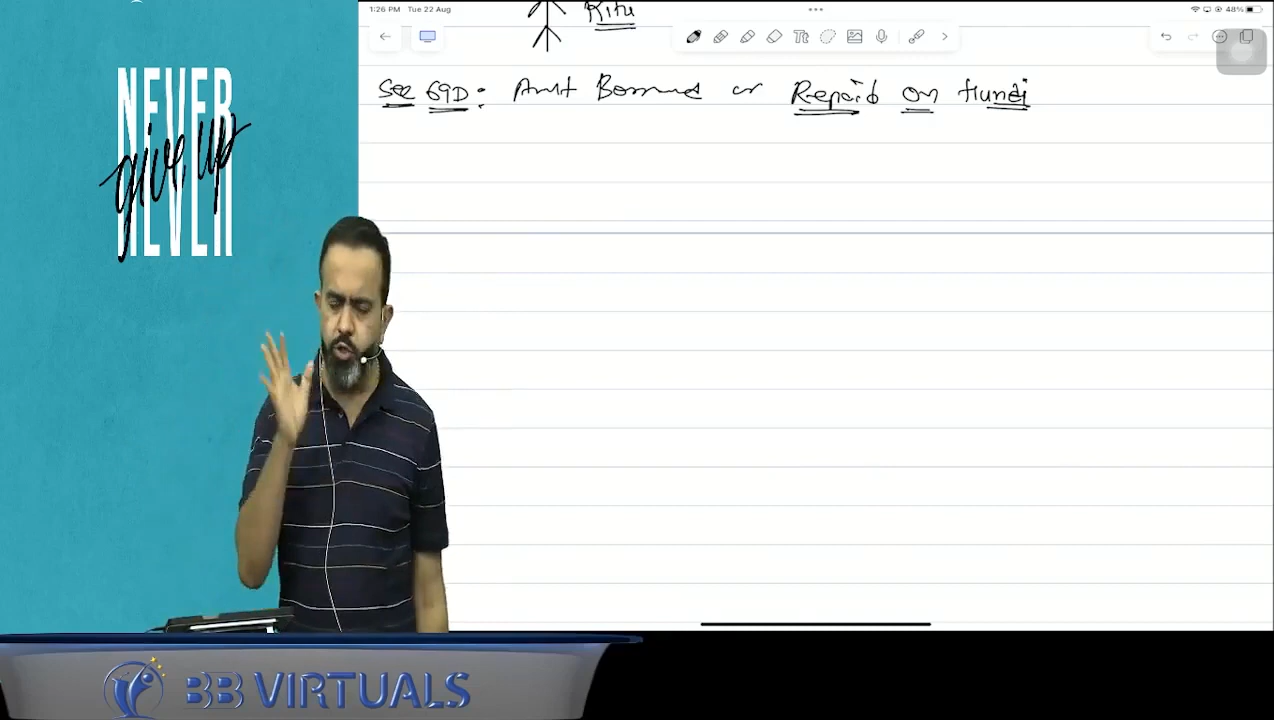 1:26 PM Tue 22 Aug
48%
Ritu
NEVER
give up
NEVER
Sec 69D: Amt Borrowed or Repaid on Hundi
BB VIRTUALS